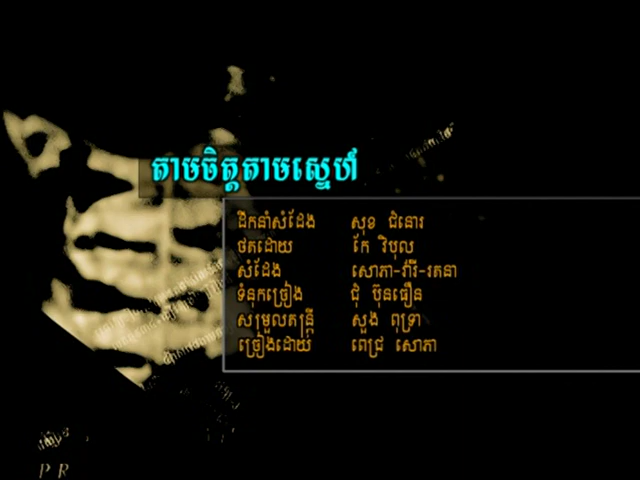 តាមចិត្តតាមស្នេហ៍
ដឹកនាំសំដែង សុខ ជំនោរ
ថតដោយ កែ វិបុល
សំដែង សោភា-វ៉ារី-រតនា
ទំនុកច្រៀង ជុំ ប៊ុនធឿន
សម្រួលតន្ត្រី សួង ពុទ្រា
ច្រៀងដោយ ពេជ្រ សោភា
P R